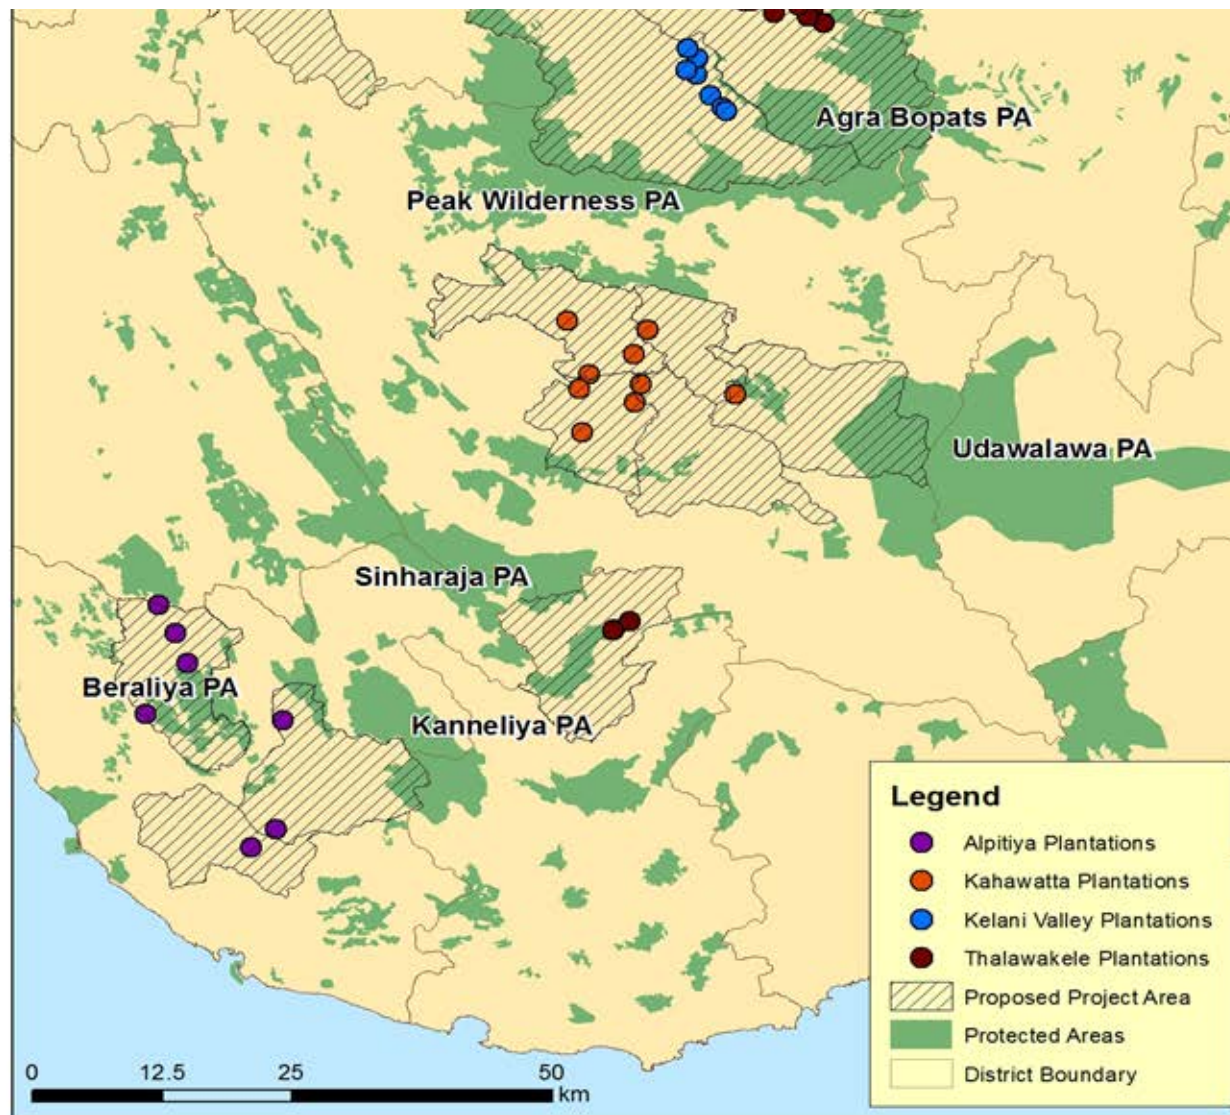 Agra Bopats PA
Peak Wilderness PA
Udawalawa PA
Sinharaja PA
Beraliya PA
Kanneliya PA
Legend
Alpitiya Plantations
Kahawatta Plantations
Kelani Valley Plantations
Thalawakele Plantations
Proposed Project Area
Protected Areas
District Boundary
0 12.5 25 50
km